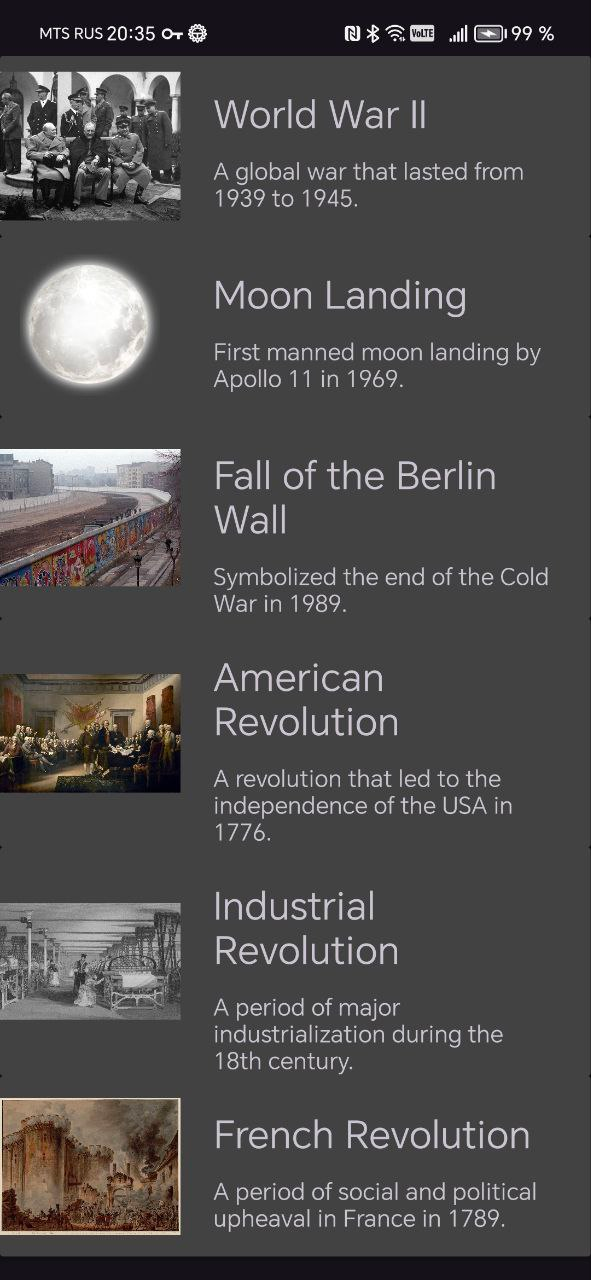 MTS RUS 20:35 VoLTE 99 %
World War II
A global war that lasted from
1939 to 1945.
Moon Landing
First manned moon landing by
Apollo 11 in 1969.
Fall of the Berlin
Wall
Symbolized the end of the Cold
War in 1989.
American
Revolution
A revolution that led to the
independence of the USA in
1776.
Industrial
Revolution
A period of major
industrialization during the
18th century.
French Revolution
A period of social and political
upheaval in France in 1789.